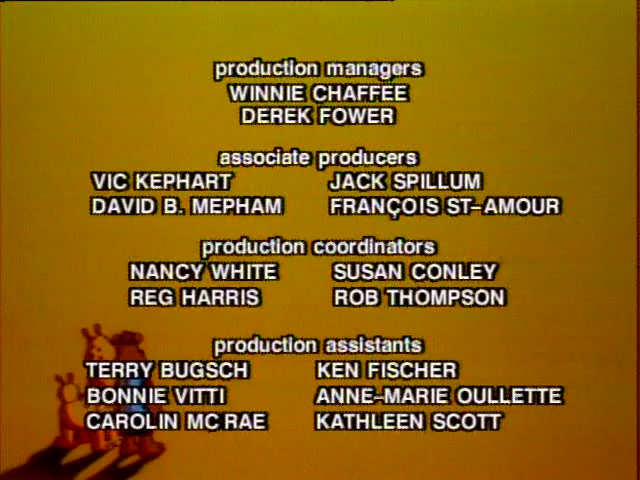 production managers
WINNIE CHAFFEE
DEREK FOWER
associate producers
VIC KEPHART JACK SPILLUM
DAVID B. MEPHAM FRANÇOIS ST-AMOUR
production coordinators
NANCY WHITE SUSAN CONLEY
REG HARRIS ROB THOMPSON
production assistants
TERRY BUGSCH KEN FISCHER
BONNIE VITTI ANNE-MARIE OULLETTE
CAROLIN MC RAE KATHLEEN SCOTT